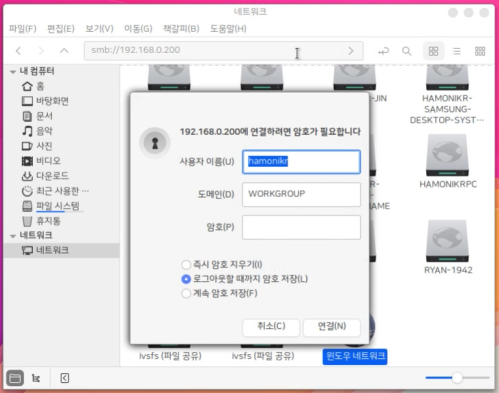 네트워크
파일(F) 편집(E) 보기(V) 이동(G) 책갈피(B) 도움말(H)
smb://192.168.0.200
내 컴퓨터
홈
바탕화면
문서
음악
사진
비디오
다운로드
최근 사용한 ···
파일 시스템
휴지통
네트워크
네트워크
-JIN
HAMONIKR-
SAMSUNG-
DESKTOP-SYST···
192.168.0.200에 연결하려면 암호가 필요합니다
사용자 이름(U) hamonikr
도메인(D) WORKGROUP
암호(P)
즉시 암호 지우기(I)
로그아웃할 때까지 암호 저장(L)
계속 암호 저장(F)
취소(C) 연결(N)
HAMONIKRPC
NAME
RYAN-1942
ivsfs (파일 공유) ivsfs (파일 공유) 윈도우 네트워크